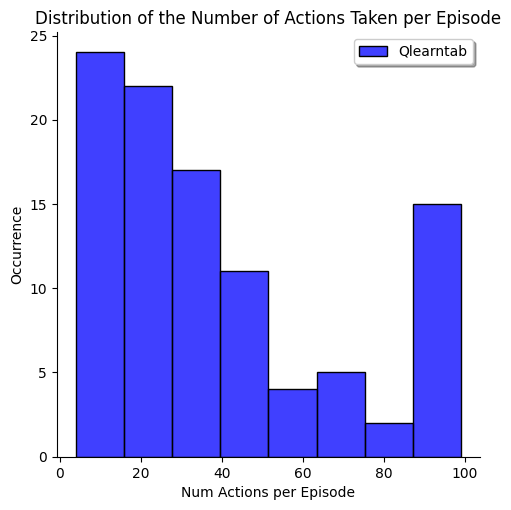 Distribution of the Number of Actions Taken per Episode
Qlearntab
25
20
15
10
5
0
Occurrence
0 20 40 60 80 100
Num Actions per Episode